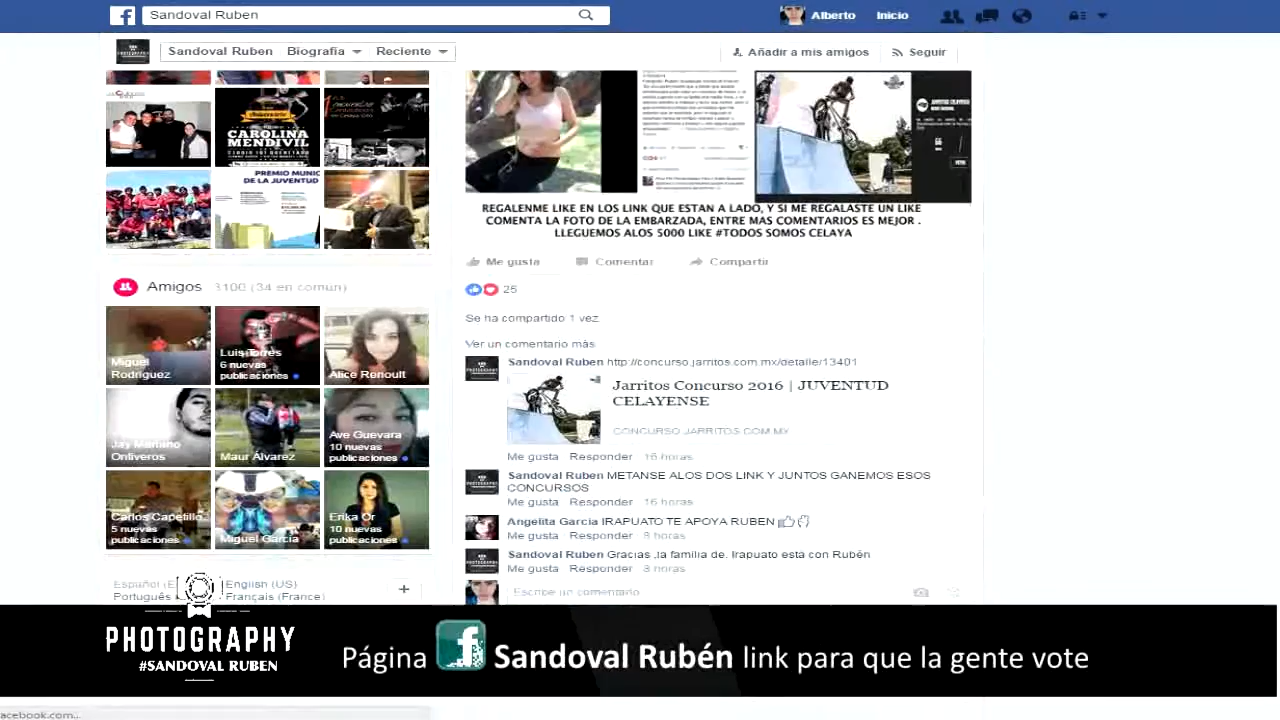 Sandoval Ruben
Alberto
Inicio
Sandoval Ruben
Biografía
Reciente
Añadir a mis amigos
Seguir
CAROLINA
MENDIVIL
PREMIO MUNIC
DE LA JUVENTUD
REGALENME LIKE EN LOS LINK QUE ESTAN A LADO, Y SI ME REGALASTE UN LIKE
COMENTA LA FOTO DE LA EMBARZADA, ENTRE MAS COMENTARIOS ES MEJOR .
LLEGUEMOS ALOS 5000 LIKE #TODOS SOMOS CELAYA
Me gusta
Comentar
Compartir
25
Se ha compartido 1 vez
Ver un comentario más
Sandoval Ruben http://concurso.jarritos.com.mx/detaller/13401
Jarritos Concurso 2016 | JUVENTUD
CELAYENSE
CONCURSO.JARRITOS.COM.MX
Me gusta Responder 16 horas
Sandoval Ruben METANSE ALOS DOS LINK Y JUNTOS GANEMOS ESOS
CONCURSOS
Me gusta Responder 16 horas
Angelita Garcia IRAPUATO TE APOYA RUBEN
Me gusta Responder 8 horas
Sandoval Ruben Gracias ,la familia de. Irapuato esta con Rubén
Me gusta Responder 8 horas
Escribe un comentario
Amigos 3100 (34 en común)
Miguel
Rodríguez
Luis Torres
6 nuevas
publicaciones
Alice Renoult
Ontiveros
Maur Álvarez
Ave Guevara
10 nuevas
publicaciones
Carlos Capetillo
5 nuevas
publicaciones
Miguel García
Erika Or
10 nuevas
publicaciones
Español (E
English (US)
Português
Français (France)
PHOTOGRAPHY
#SANDOVAL RUBEN
Página Sandoval Rubén link para que la gente vote
acebook.com...